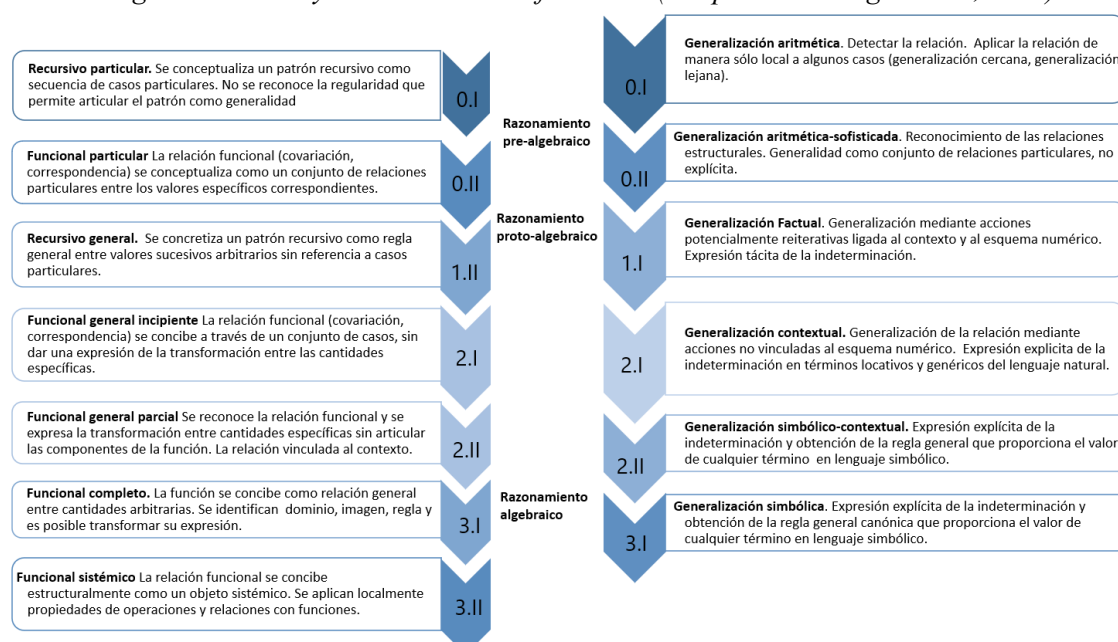 Recursivo particular. Se conceptualiza un patrón recursivo como
secuencia de casos particulares. No se reconoce la regularidad que
permite articular el patrón como generalidad
0.I
Funcional particular La relación funcional (covariación,
correspondencia) se conceptualiza como un conjunto de relaciones
particulares entre los valores específicos correspondientes.
0.II
Recursivo general. Se concretiza un patrón recursivo como regla
general entre valores sucesivos arbitrarios sin referencia a casos
particulares.
1.II
Funcional general incipiente La relación funcional (covariación,
correspondencia) se concibe a través de un conjunto de casos, sin
dar una expresión de la transformación entre las cantidades
específicas.
2.I
Funcional general parcial Se reconoce la relación funcional y se
expresa la transformación entre cantidades específicas sin articular
las componentes de la función. La relación vinculada al contexto.
2.II
Funcional completo. La función se concibe como relación general
entre cantidades arbitrarias. Se identifican dominio, imagen, regla y
es posible transformar su expresión.
3.I
Funcional sistémico La relación funcional se concibe
estructuralmente como un objeto sistémico. Se aplican localmente
propiedades de operaciones y relaciones con funciones.
3.II
Razonamiento
pre-algebraico
Razonamiento
proto-algebraico
Razonamiento
algebraico
0.I
Generalización aritmética. Detectar la relación. Aplicar la relación de
manera sólo local a algunos casos (generalización cercana, generalización
lejana).
0.II
Generalización aritmética-sofisticada. Reconocimiento de las relaciones
estructurales. Generalidad como conjunto de relaciones particulares, no
explícita.
1.I
Generalización Factual. Generalización mediante acciones
potencialmente reiterativas ligada al contexto y al esquema numérico.
Expresión tácita de la indeterminación.
2.I
Generalización contextual. Generalización de la relación mediante
acciones no vinculadas al esquema numérico. Expresión explicita de la
indeterminación en términos locativos y genéricos del lenguaje natural.
2.II
Generalización simbólico-contextual. Expresión explícita de la
indeterminación y obtención de la regla general que proporciona el valor
de cualquier término en lenguaje simbólico.
3.I
Generalización simbólica. Expresión explícita de la indeterminación y
obtención de la regla general canónica que proporciona el valor de
cualquier término en lenguaje simbólico.